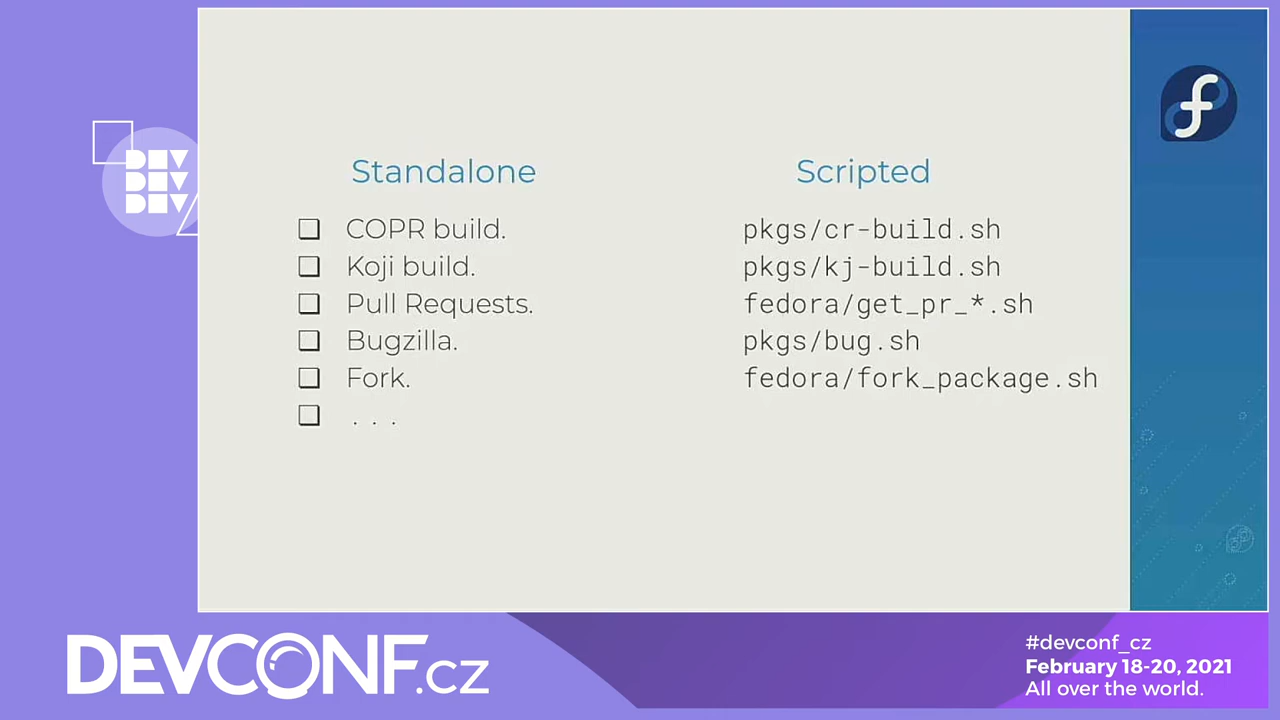 DEV
DEV
DEV
Standalone
Scripted
❏ COPR build.
pkgs/cr-build.sh
❏ Koji build.
pkgs/kj-build.sh
❏ Pull Requests.
fedora/get_pr_*.sh
❏ Bugzilla.
pkgs/bug.sh
❏ Fork.
fedora/fork_package.sh
❏ . . .
DEVCONF.cz
#devconf_cz
February 18-20, 2021
All over the world.